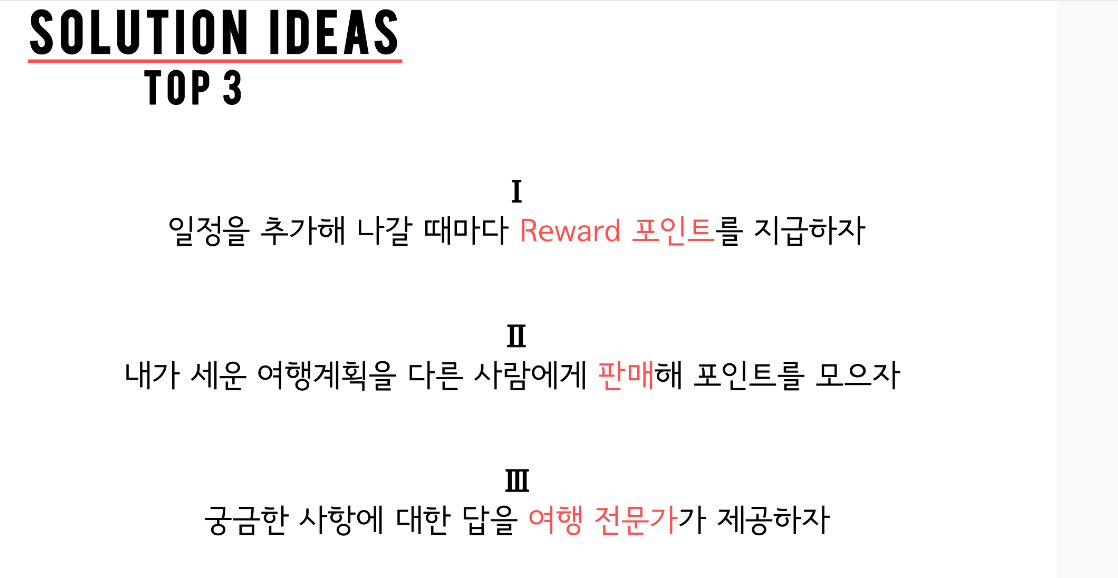 SOLUTION IDEAS
TOP 3
Ⅰ
일정을 추가해 나갈 때마다 Reward 포인트를 지급하자
Ⅱ
내가 세운 여행계획을 다른 사람에게 판매해 포인트를 모으자
Ⅲ
궁금한 사항에 대한 답을 여행 전문가가 제공하자